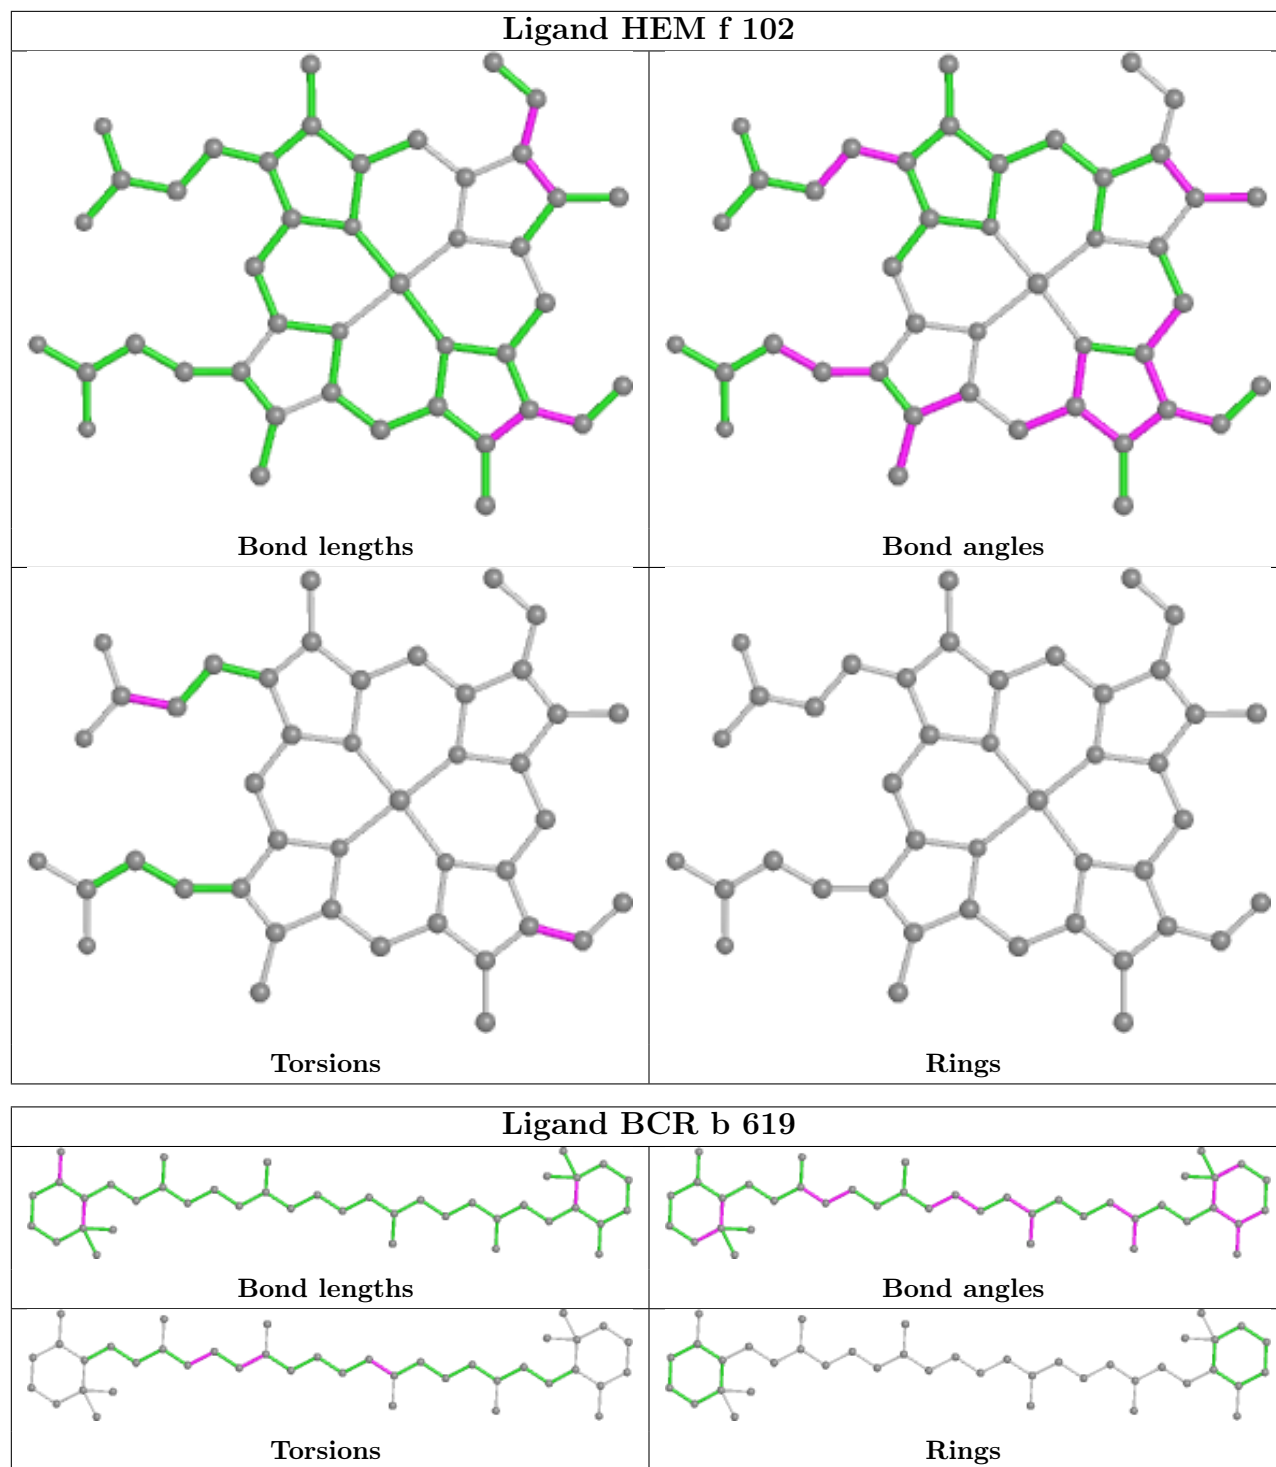 Ligand HEM f 102
Bond lengths
Bond angles
Torsions
Rings
Ligand BCR b 619
Bond lengths
Bond angles
Torsions
Rings